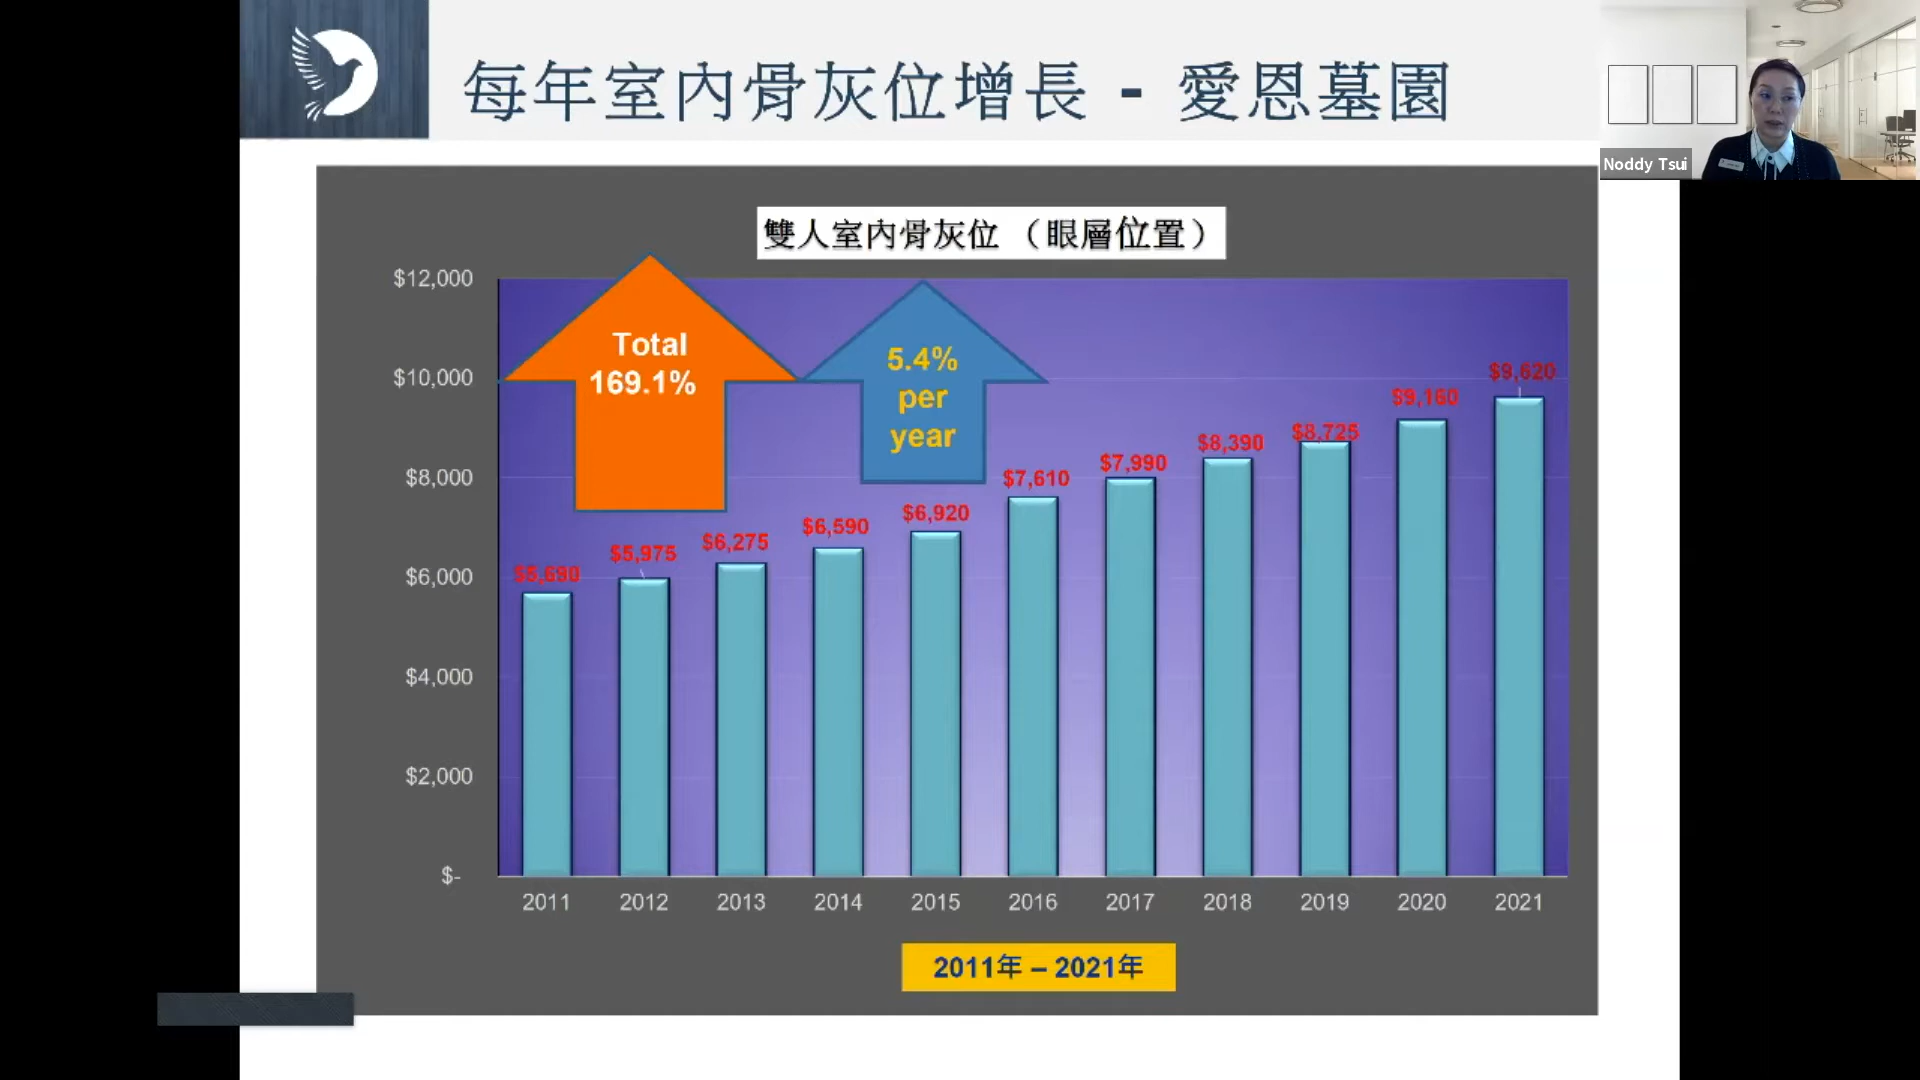 每年室內骨灰位增長 - 愛恩墓園
Noddy Tsui
雙人室內骨灰位 （眼層位置）
Total
169.1%
5.4%
per
year
$12,000
$10,000
$8,000
$6,000
$4,000
$2,000
$-
$5,690
$5,975
$6,275
$6,590
$6,920
$7,610
$7,990
$8,390
$8,725
$9,160
$9,620
2011 2012 2013 2014 2015 2016 2017 2018 2019 2020 2021
2011年 – 2021年